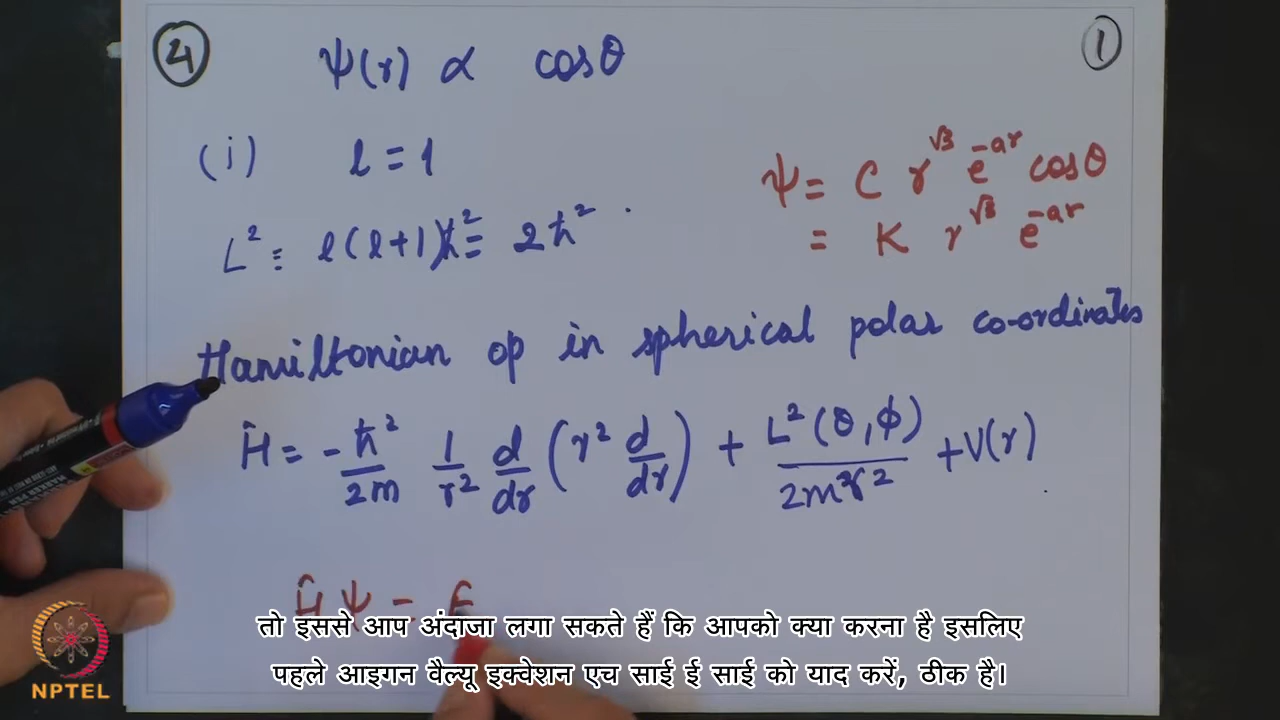 4 ψ(r) α cosθ 1
(i) l = 1
ψ = C r^√3 e^-ar cosθ
L² ≡ l(l+1)ħ² = 2ħ² .
= K r^√3 e^-ar
Hamiltonian op in spherical polar co-ordinates
Ĥ = -ħ²/2m 1/r² d/dr (r² d/dr) + L²(θ,ϕ)/2mr² + V(r)
Ĥ ψ = E
तो इससे आप अंदाजा लगा सकते हैं कि आपको क्या करना है इसलिए
पहले आइगन वैल्यू इक्वेशन एच साई ई साई को याद करें, ठीक है।
NPTEL